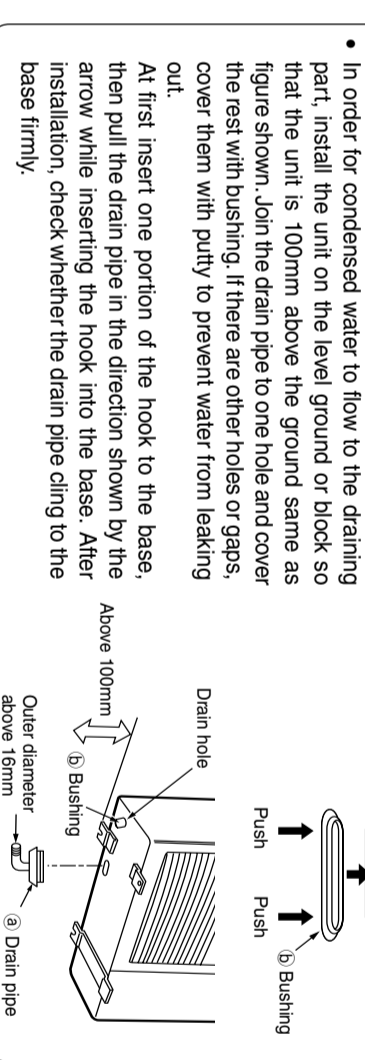 • In order for condensed water to flow to the draining
part, install the unit on the level ground or block so
that the unit is 100mm above the ground same as
figure shown. Join the drain pipe to one hole and cover
the rest with bushing. If there are other holes or gaps,
cover them with putty to prevent water from leaking
out.
At first insert one portion of the hook to the base,
then pull the drain pipe in the direction shown by the
arrow while inserting the hook into the base. After
installation, check whether the drain pipe cling to the
base firmly.
Push
Push
ⓑ Bushing
Drain hole
Above 100mm
ⓑ Bushing
Outer diameter
above 16mm
ⓐ Drain pipe